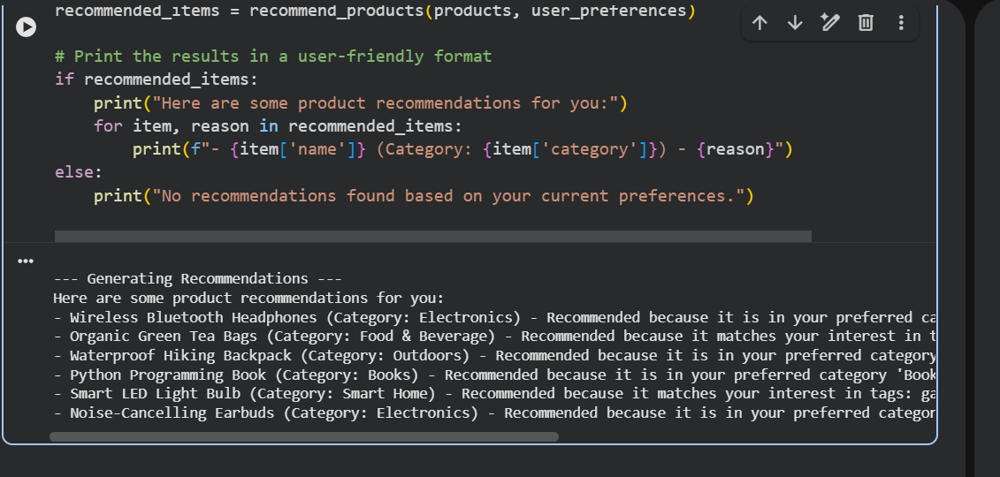 recommended_items = recommend_products(products, user_preferences)
# Print the results in a user-friendly format
if recommended_items:
    print("Here are some product recommendations for you:")
    for item, reason in recommended_items:
        print(f"- {item['name']} (Category: {item['category']}) - {reason}")
else:
    print("No recommendations found based on your current preferences.")
--- Generating Recommendations ---
Here are some product recommendations for you:
- Wireless Bluetooth Headphones (Category: Electronics) - Recommended because it is in your preferred ca
- Organic Green Tea Bags (Category: Food & Beverage) - Recommended because it matches your interest in t
- Waterproof Hiking Backpack (Category: Outdoors) - Recommended because it is in your preferred category
- Python Programming Book (Category: Books) - Recommended because it is in your preferred category 'Book
- Smart LED Light Bulb (Category: Smart Home) - Recommended because it matches your interest in tags: ga
- Noise-Cancelling Earbuds (Category: Electronics) - Recommended because it is in your preferred categor